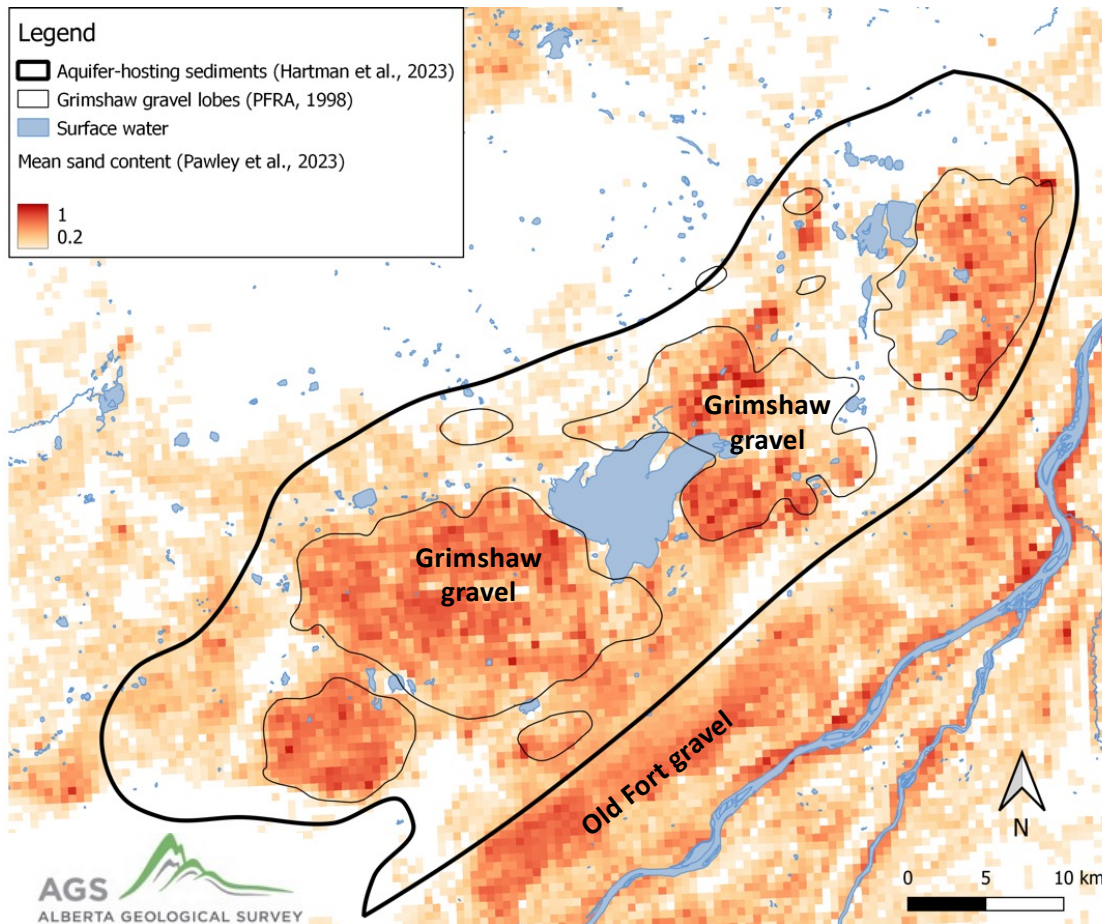 Legend
Aquifer-hosting sediments (Hartman et al., 2023)
Grimshaw gravel lobes (PFRA, 1998)
Surface water
Mean sand content (Pawley et al., 2023)
1
0.2
Grimshaw
gravel
Grimshaw
gravel
Old Fort gravel
N
0 5 10 km
AGS
ALBERTA GEOLOGICAL SURVEY